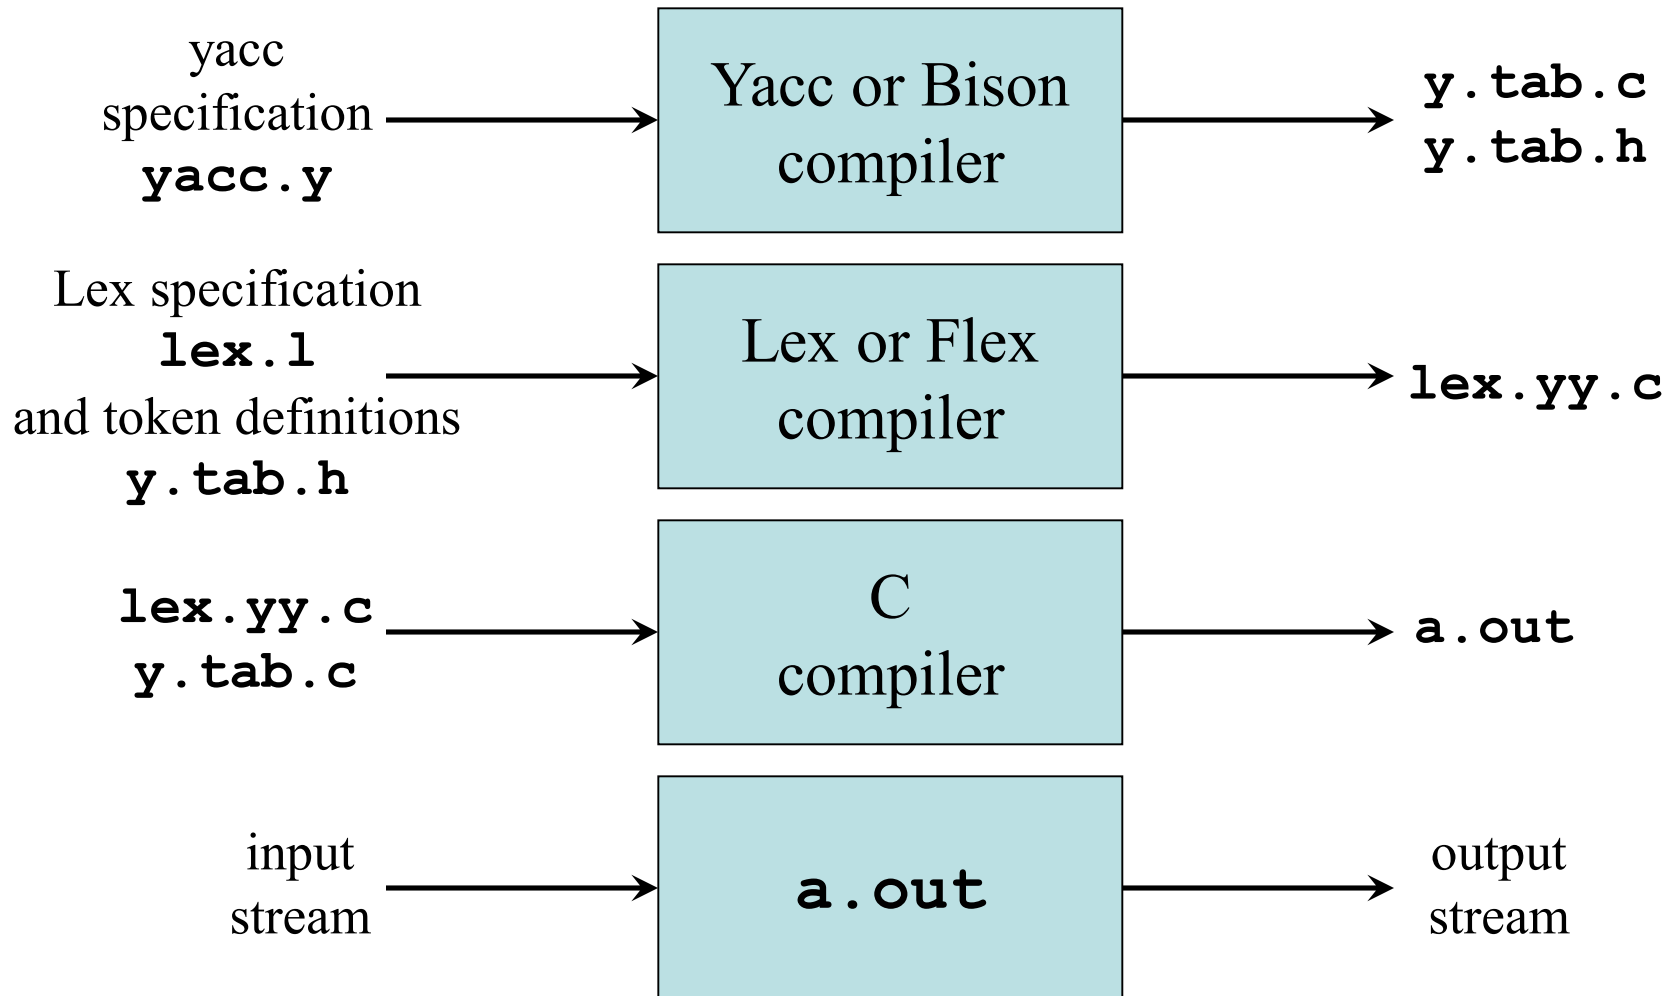 yacc
specification
yacc.y
Yacc or Bison
compiler
y.tab.c
y.tab.h
Lex specification
lex.l
and token definitions
y.tab.h
Lex or Flex
compiler
lex.yy.c
lex.yy.c
y.tab.c
C
compiler
a.out
input
stream
a.out
output
stream